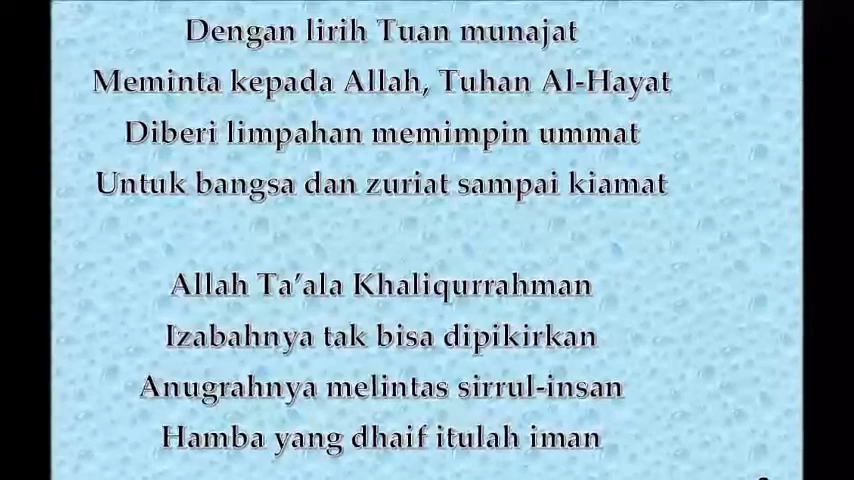 Dengan lirih Tuan munajat
Meminta kepada Allah, Tuhan Al-Hayat
Diberi limpahan memimpin ummat
Untuk bangsa dan zuriat sampai kiamat
Allah Ta’ala Khaliqurrahman
Izabahnya tak bisa dipikirkan
Anugrahnya melintas sirrul-insan
Hamba yang dhaif itulah iman